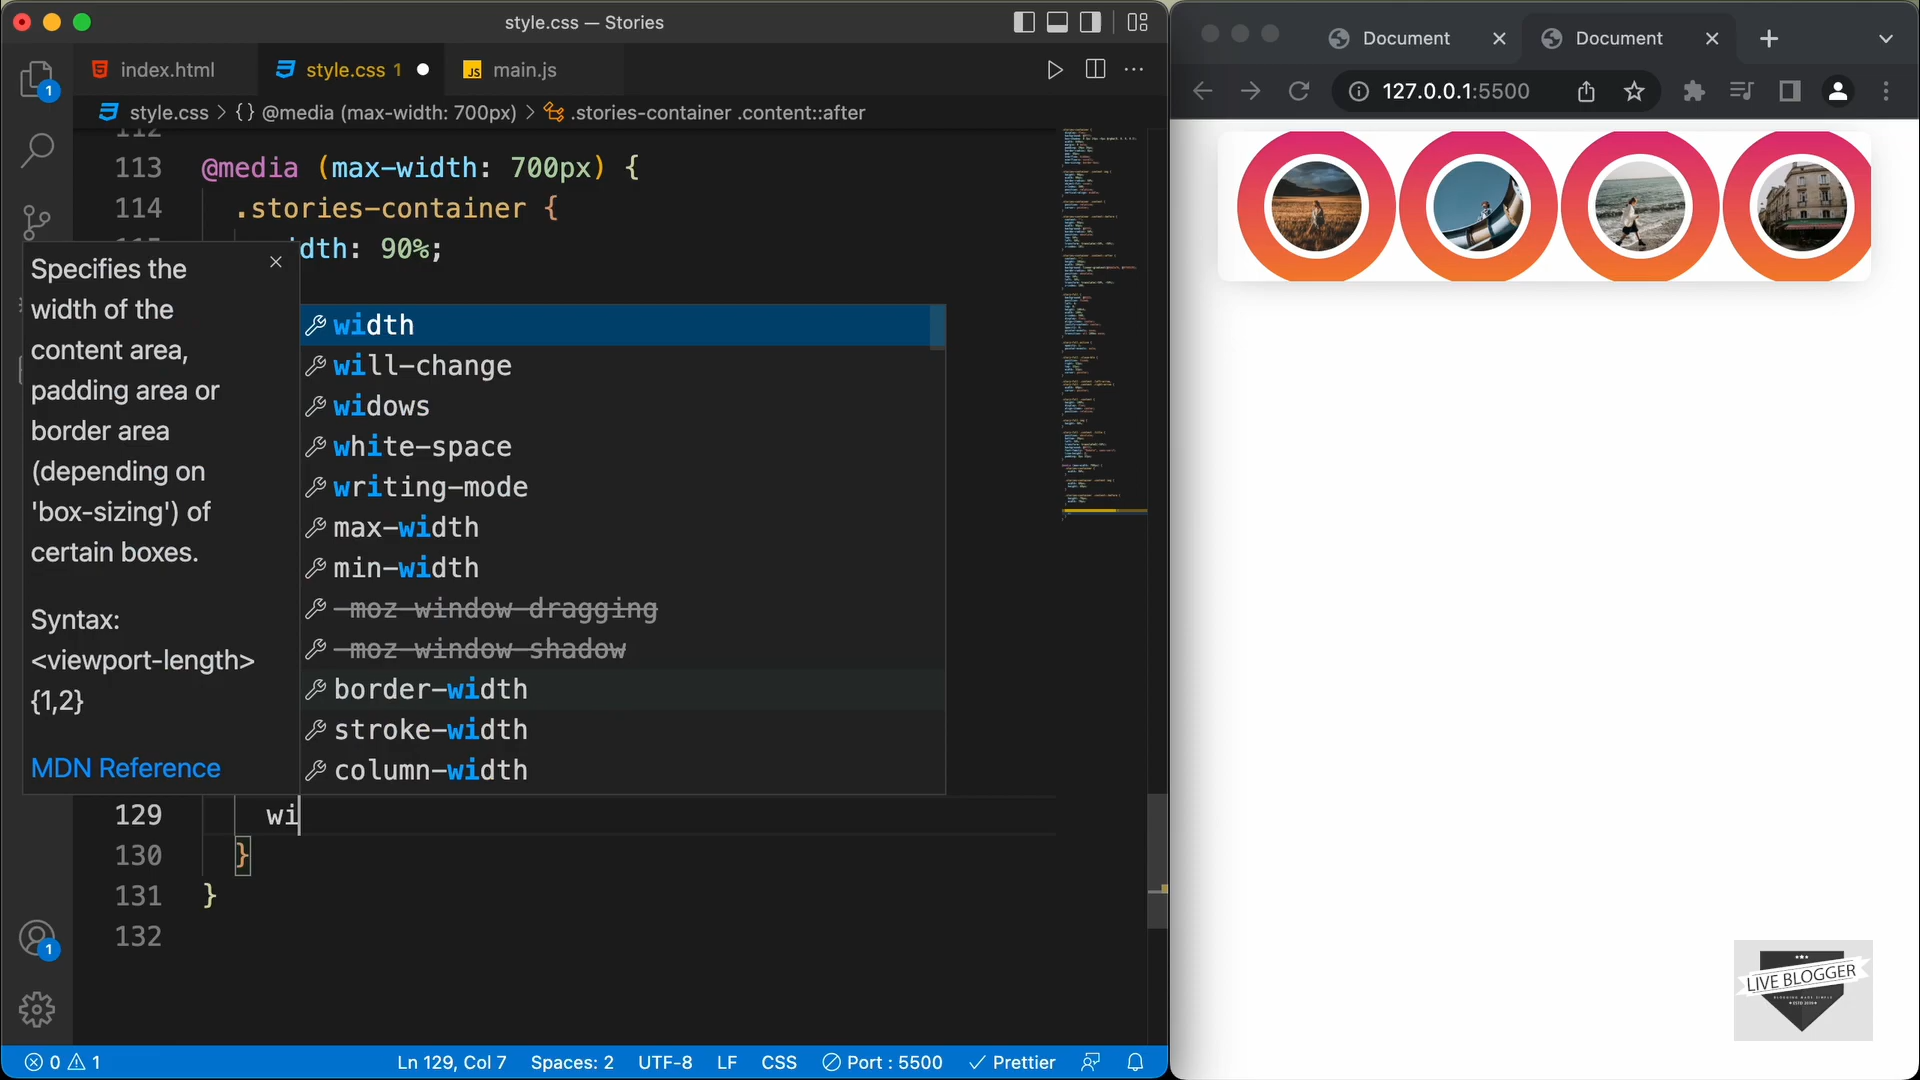 style.css — Stories
index.html
style.css 1
main.js
style.css > {} @media (max-width: 700px) > .stories-container .content::after
112
113 @media (max-width: 700px) {
114 .stories-container {
dth: 90%;
Specifies the
width of the
content area,
padding area or
border area
(depending on
'box-sizing') of
certain boxes.
Syntax:
<viewport-length>
{1,2}
MDN Reference
width
will-change
widows
white-space
writing-mode
max-width
min-width
-moz-window-dragging
-moz-window-shadow
border-width
stroke-width
column-width
129 wi
130 }
131 }
132
1
1
0 1
Ln 129, Col 7
Spaces: 2
UTF-8
LF
CSS
Port : 5500
Prettier
Document
Document
127.0.0.1:5500
LIVE BLOGGER